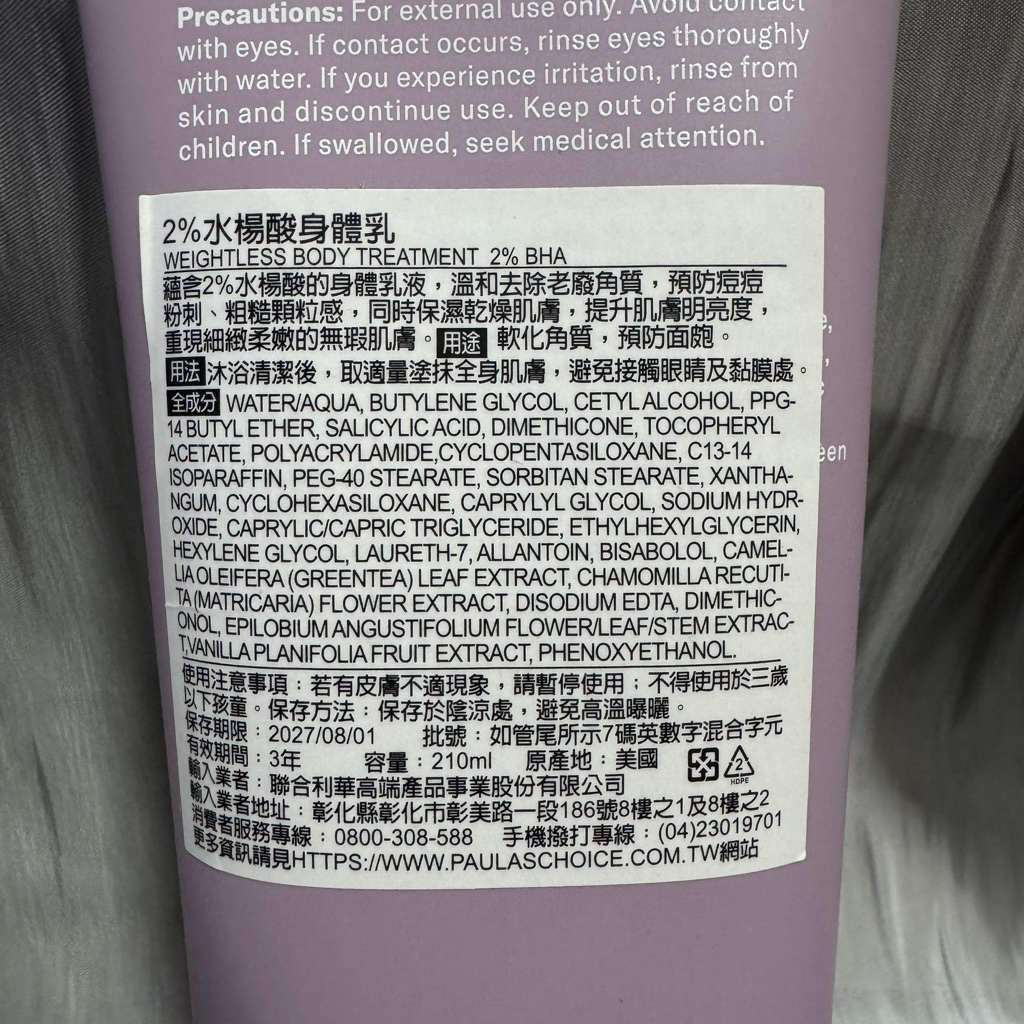 Precautions: For external use only. Avoid contact
with eyes. If contact occurs, rinse eyes thoroughly
with water. If you experience irritation, rinse from
skin and discontinue use. Keep out of reach of
children. If swallowed, seek medical attention.
2%水楊酸身體乳
WEIGHTLESS BODY TREATMENT 2% BHA
蘊含2%水楊酸的身體乳液，溫和去除老廢角質，預防痘痘
粉刺、粗糙顆粒感，同時保濕乾燥肌膚，提升肌膚明亮度，
重現細緻柔嫩的無瑕肌膚。用途 軟化角質，預防面皰。
用法 沐浴清潔後，取適量塗抹全身肌膚，避免接觸眼睛及黏膜處。
全成分 WATER/AQUA, BUTYLENE GLYCOL, CETYL ALCOHOL, PPG-
14 BUTYL ETHER, SALICYLIC ACID, DIMETHICONE, TOCOPHERYL
ACETATE, POLYACRYLAMIDE,CYCLOPENTASILOXANE, C13-14
ISOPARAFFIN, PEG-40 STEARATE, SORBITAN STEARATE, XANTHA-
NGUM, CYCLOHEXASILOXANE, CAPRYLYL GLYCOL, SODIUM HYDR-
OXIDE, CAPRYLIC/CAPRIC TRIGLYCERIDE, ETHYLHEXYLGLYCERIN,
HEXYLENE GLYCOL, LAURETH-7, ALLANTOIN, BISABOLOL, CAMEL-
LIA OLEIFERA (GREENTEA) LEAF EXTRACT, CHAMOMILLA RECUTI-
TA (MATRICARIA) FLOWER EXTRACT, DISODIUM EDTA, DIMETHIC-
ONOL, EPILOBIUM ANGUSTIFOLIUM FLOWER/LEAF/STEM EXTRAC-
T,VANILLA PLANIFOLIA FRUIT EXTRACT, PHENOXYETHANOL.
使用注意事項：若有皮膚不適現象，請暫停使用；不得使用於三歲
以下孩童。保存方法：保存於陰涼處，避免高溫曝曬。
保存期限：2027/08/01 批號：如管尾所示7碼英數字混合字元
有效期間：3年 容量：210ml 原產地：美國
HDPE 2
輸入業者：聯合利華高端產品事業股份有限公司
輸入業者地址：彰化縣彰化市彰美路一段186號8樓之1及8樓之2
消費者服務專線：0800-308-588 手機撥打專線：(04)23019701
更多資訊請見HTTPS://WWW.PAULASCHOICE.COM.TW網站